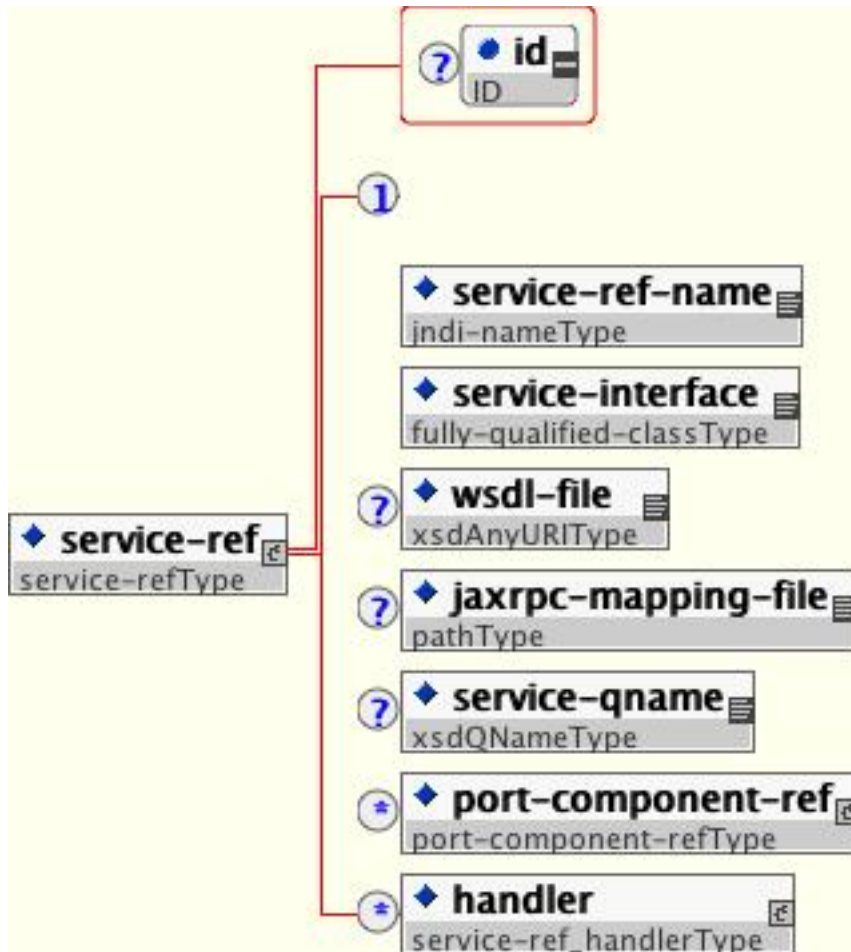 ? id
ID
1
service-ref-name
jndi-nameType
service-interface
fully-qualified-classType
? wsdl-file
xsdAnyURIType
service-ref
service-refType
? jaxrpc-mapping-file
pathType
? service-qname
xsdQNameType
* port-component-ref
port-component-refType
* handler
service-ref_handlerType